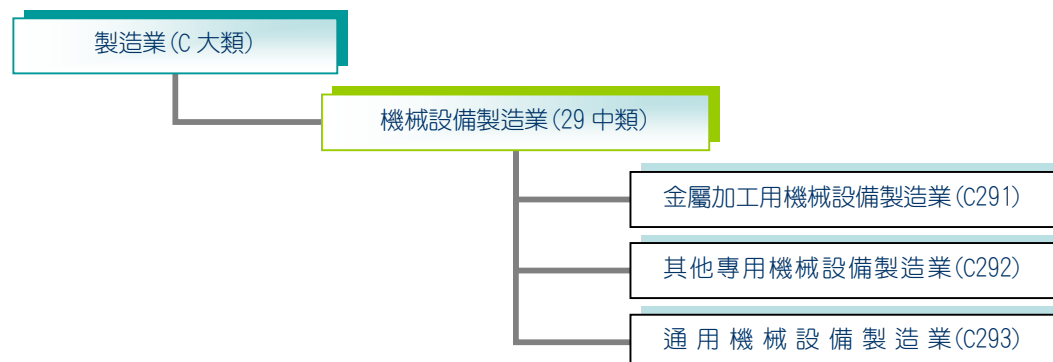 製造業(C 大類)
機械設備製造業(29 中類)
金屬加工用機械設備製造業(C291)
其他專用機械設備製造業(C292)
通用機械設備製造業(C293)